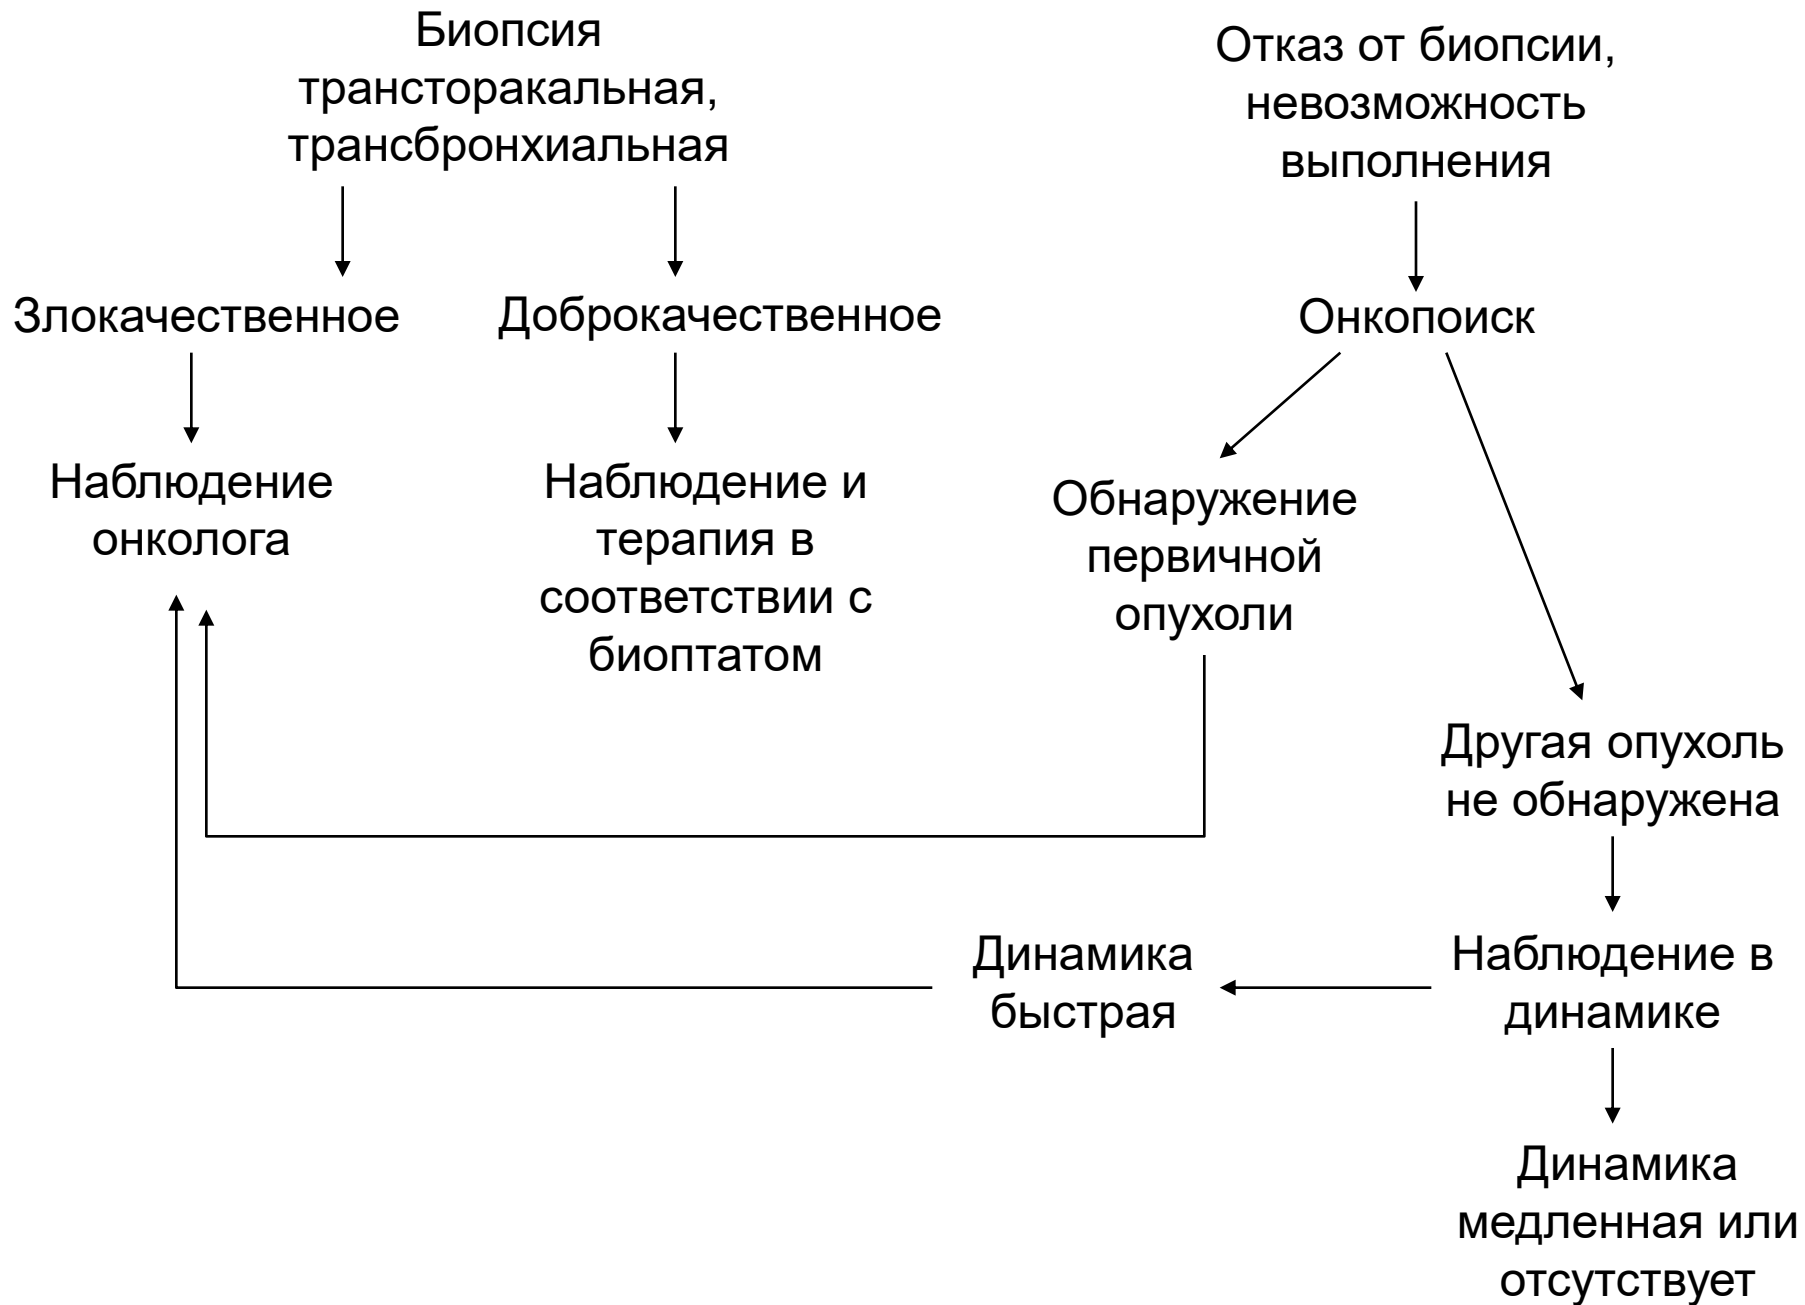 Биопсия
трансторакальная,
трансбронхиальная
Отказ от биопсии,
невозможность
выполнения
Злокачественное
Доброкачественное
Онкопоиск
Наблюдение
онколога
Наблюдение и
терапия в
соответствии с
биоптатом
Обнаружение
первичной
опухоли
Другая опухоль
не обнаружена
Динамика
быстрая
Наблюдение в
динамике
Динамика
медленная или
отсутствует